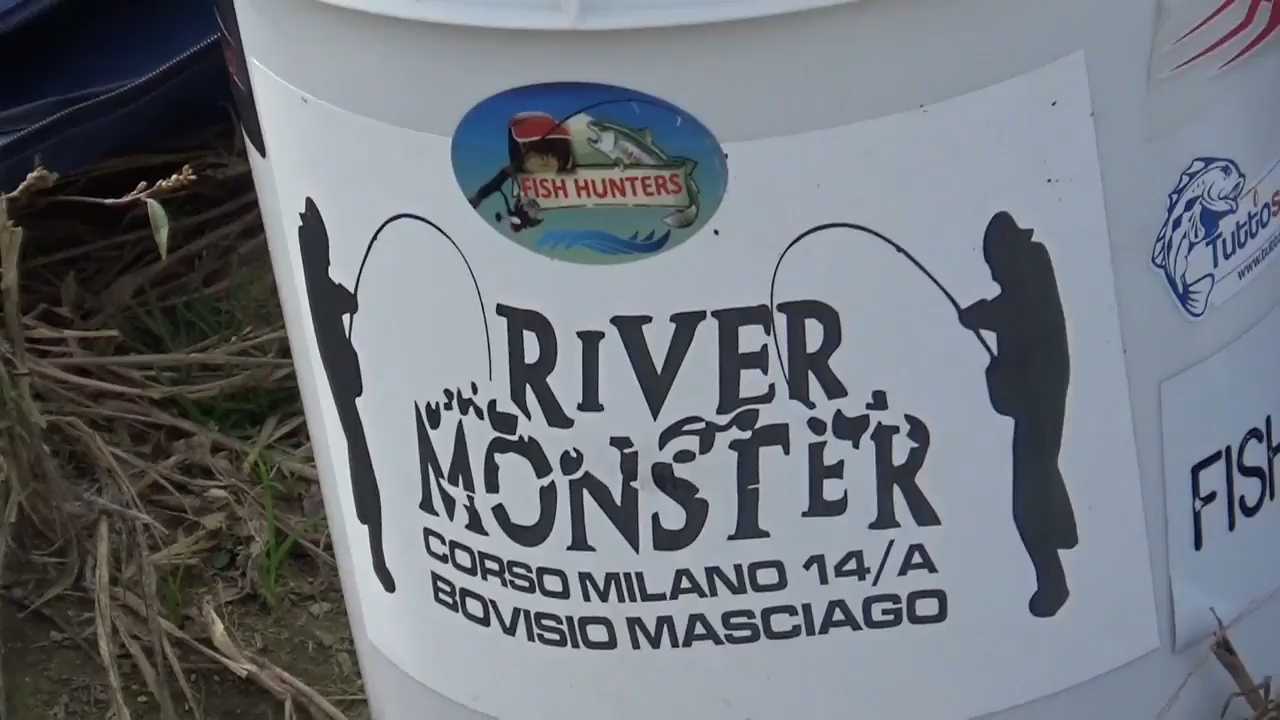 FISH HUNTERS
RiVER
MONSTER
CORSO MILANO 14/A
BOVISIO MASCIAGO
FISH